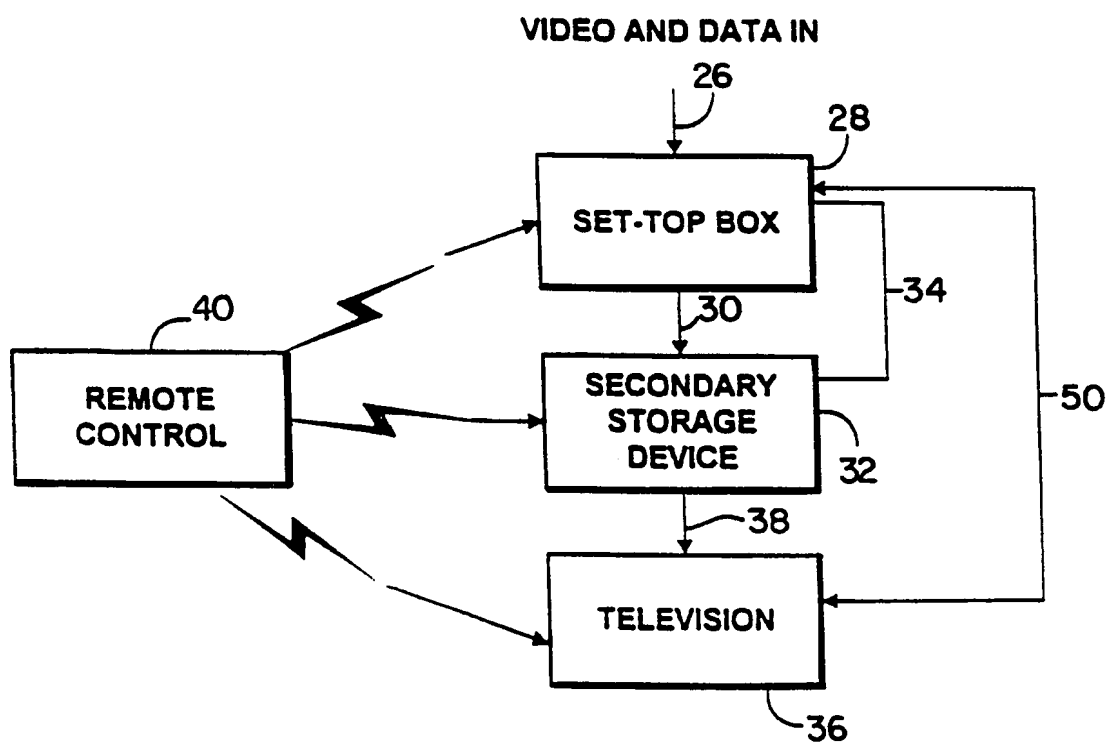 VIDEO AND DATA IN
26
28
SET-TOP BOX
34
30
40
REMOTE
CONTROL
SECONDARY
STORAGE
DEVICE
50
32
38
TELEVISION
36